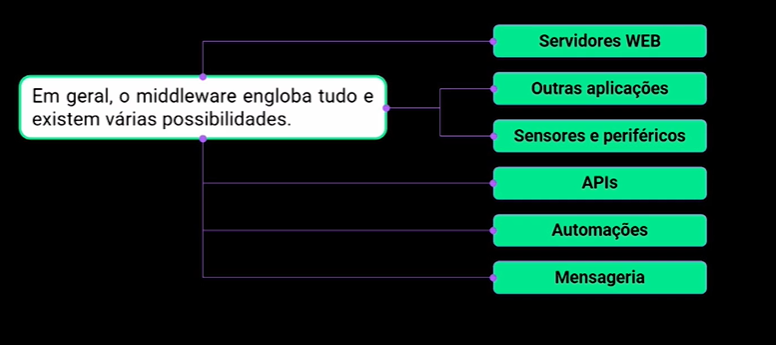 Em geral, o middleware engloba tudo e
existem várias possibilidades.
Servidores WEB
Outras aplicações
Sensores e periféricos
APIs
Automações
Mensageria